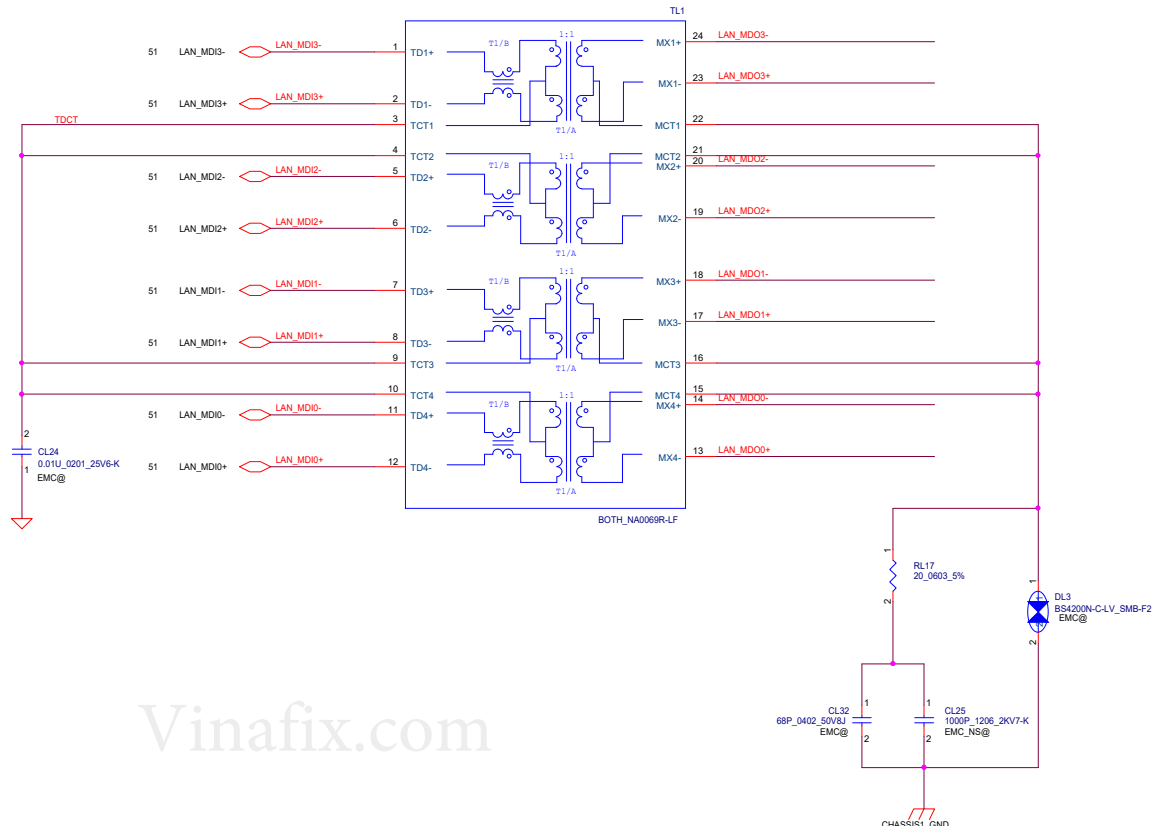 TL1
51 LAN_MDI3- LAN_MDI3- 1 TD1+ T1/B 1:1 MX1+ 24 LAN_MDO3-
MX1- 23 LAN_MDO3+
51 LAN_MDI3+ LAN_MDI3+ 2 TD1-
TDCT 3 TCT1 T1/A MCT1 22
4 TCT2 1:1 MCT2 21
51 LAN_MDI2- LAN_MDI2- 5 TD2+ T1/B MX2+ 20 LAN_MDO2-
51 LAN_MDI2+ LAN_MDI2+ 6 TD2- MX2- 19 LAN_MDO2+
T1/A
51 LAN_MDI1- LAN_MDI1- 7 TD3+ T1/B 1:1 MX3+ 18 LAN_MDO1-
MX3- 17 LAN_MDO1+
51 LAN_MDI1+ LAN_MDI1+ 8 TD3-
9 TCT3 T1/A MCT3 16
10 TCT4 1:1 MCT4 15
51 LAN_MDI0- LAN_MDI0- 11 TD4+ T1/B MX4+ 14 LAN_MDO0-
51 LAN_MDI0+ LAN_MDI0+ 12 TD4- MX4- 13 LAN_MDO0+
T1/A
BOTH_NA0069R-LF
2
CL24
0.01U_0201_25V6-K
1
EMC@
1
RL17
20_0603_5%
2
1
DL3
BS4200N-C-LV_SMB-F2
EMC@
2
1
CL32
68P_0402_50V8J
EMC@
2
1
CL25
1000P_1206_2KV7-K
EMC_NS@
2
CHASSIS1_GND
Vinafix.com